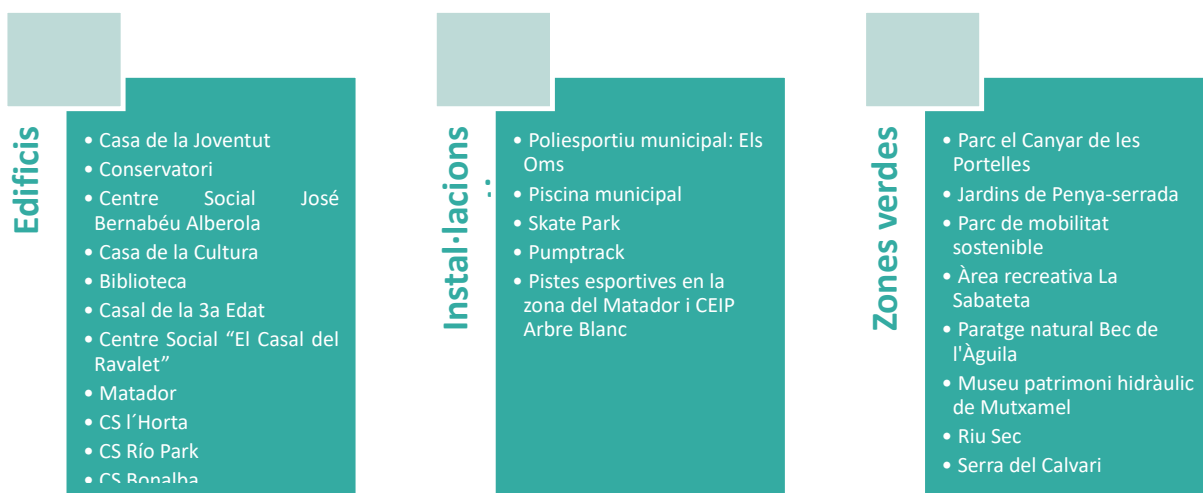 Edificis
• Casa de la Joventut
• Conservatori
• Centre Social José
Bernabéu Alberola
• Casa de la Cultura
• Biblioteca
• Casal de la 3a Edat
• Centre Social “El Casal del
Ravalet”
• Matador
• CS l´Horta
• CS Río Park
• CS Bonalba
Instal·lacions
• Poliesportiu municipal: Els
Oms
• Piscina municipal
• Skate Park
• Pumptrack
• Pistes esportives en la
zona del Matador i CEIP
Arbre Blanc
Zones verdes
• Parc el Canyar de les
Portelles
• Jardins de Penya-serrada
• Parc de mobilitat
sostenible
• Àrea recreativa La
Sabateta
• Paratge natural Bec de
l'Àguila
• Museu patrimoni hidràulic
de Mutxamel
• Riu Sec
• Serra del Calvari